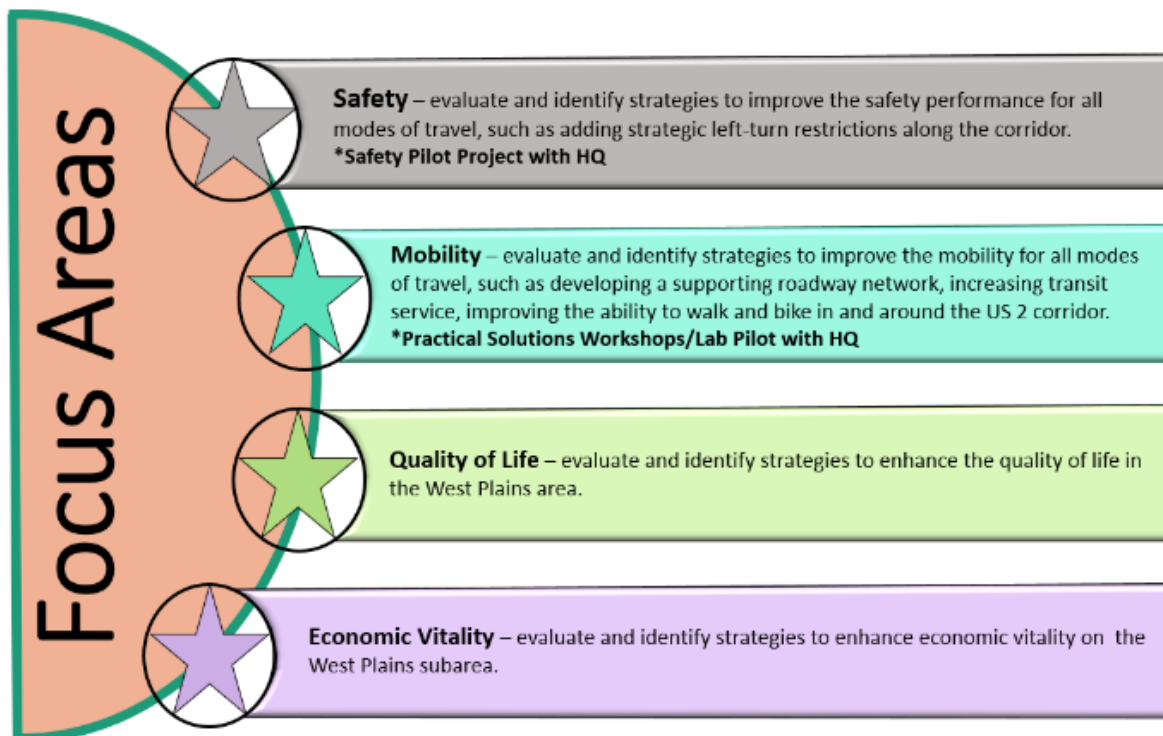 Focus Areas
Safety – evaluate and identify strategies to improve the safety performance for all
modes of travel, such as adding strategic left-turn restrictions along the corridor.
*Safety Pilot Project with HQ
Mobility – evaluate and identify strategies to improve the mobility for all modes
of travel, such as developing a supporting roadway network, increasing transit
service, improving the ability to walk and bike in and around the US 2 corridor.
*Practical Solutions Workshops/Lab Pilot with HQ
Quality of Life – evaluate and identify strategies to enhance the quality of life in
the West Plains area.
Economic Vitality – evaluate and identify strategies to enhance economic vitality on  the
West Plains subarea.